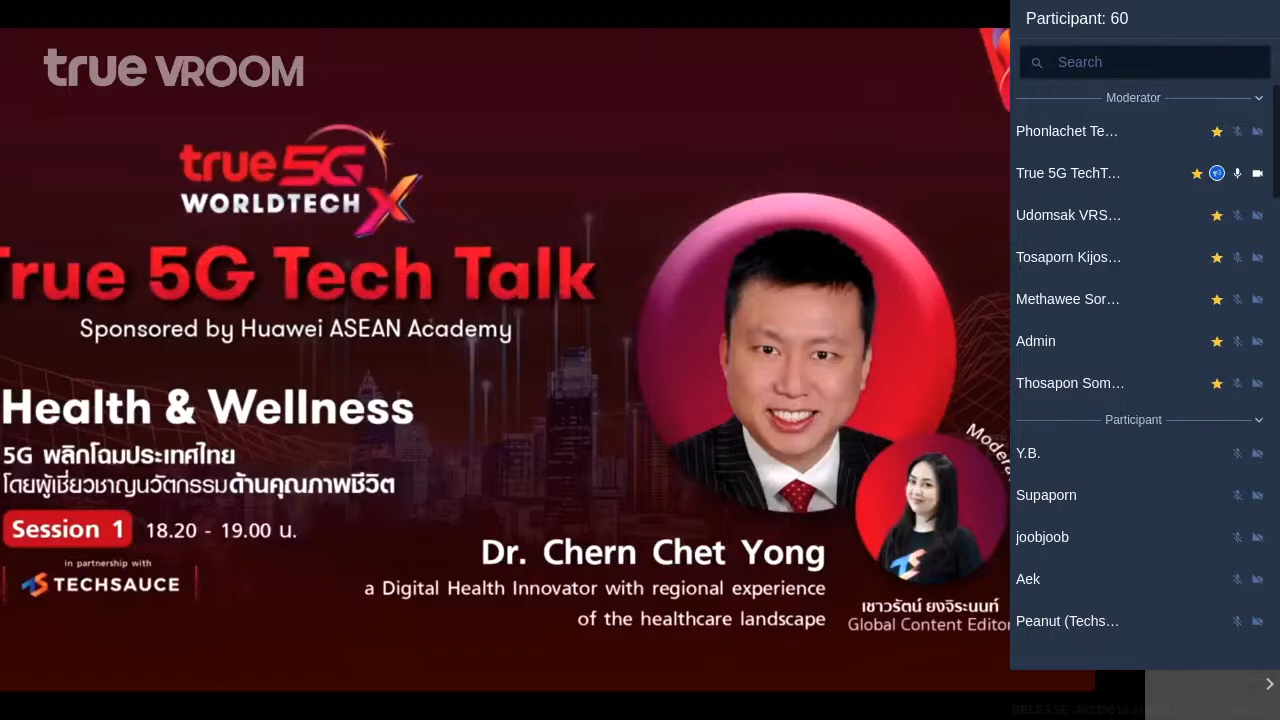 true VROOM
true 5G
WORLDTECH X
True 5G Tech Talk
Sponsored by Huawei ASEAN Academy
Health & Wellness
5G พลิกโฉมประเทศไทย
โดยผู้เชี่ยวชาญนวัตกรรมด้านคุณภาพชีวิต
Session 1 18.20 - 19.00 น.
in partnership with
TECHSAUCE
Dr. Chern Chet Yong
a Digital Health Innovator with regional experience
of the healthcare landscape
Modera
เชาวรัตน์ ยงจิระนนท์
Global Content Editor
Participant: 60
Search
Moderator
Phonlachet Te…
True 5G TechT…
Udomsak VRS…
Tosaporn Kijos…
Methawee Sor…
Admin
Thosapon Som…
Participant
Y.B.
Supaporn
joobjoob
Aek
Peanut (Techs…